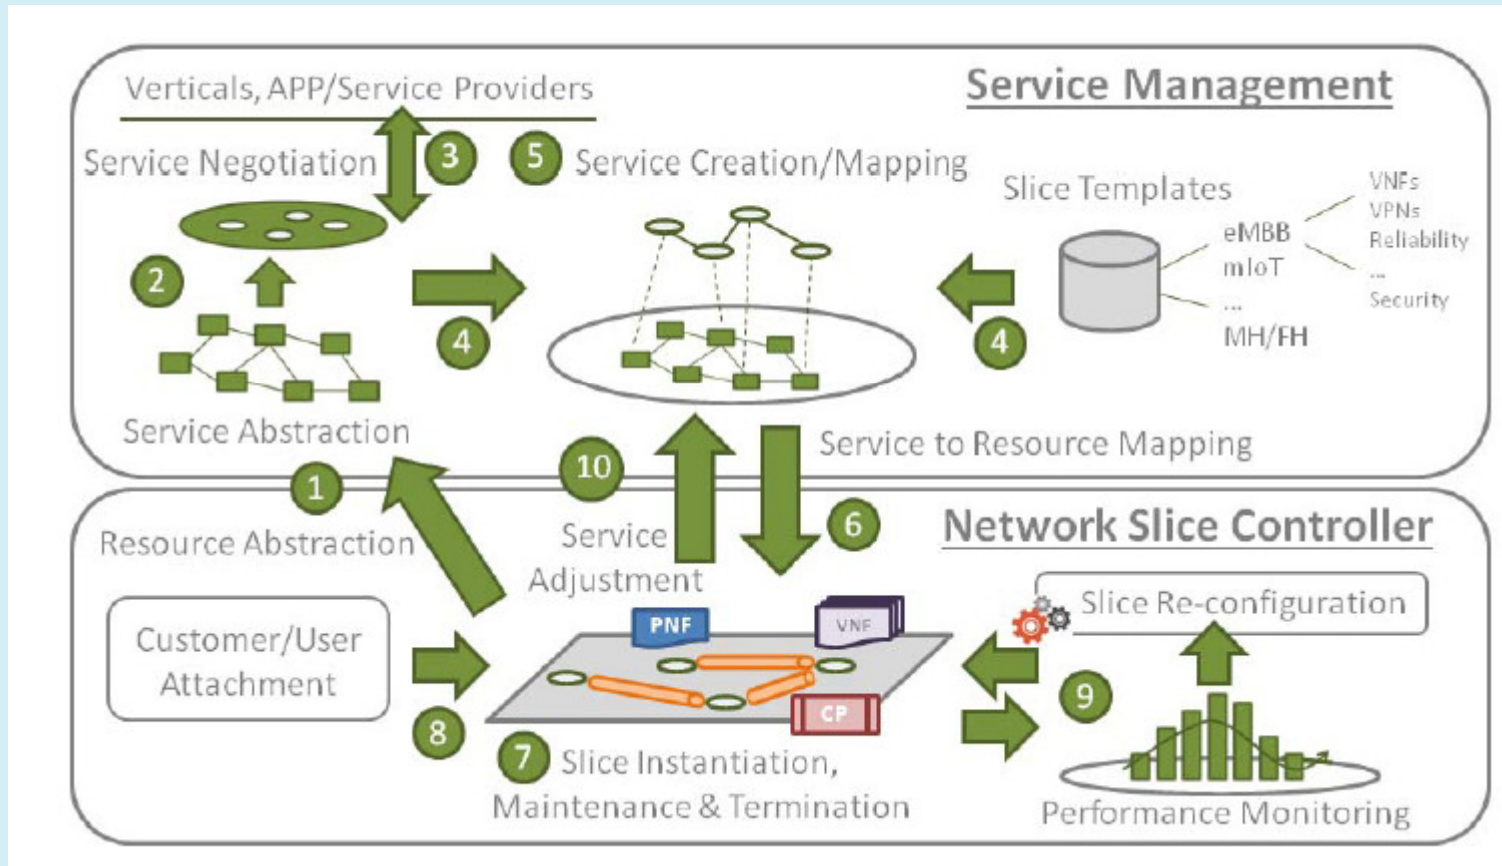 Verticals, APP/Service Providers
Service Management
Service Negotiation
3
5
Service Creation/Mapping
Slice Templates
VNFs
VPNs
Reliability
...
Security
eMBB
mIoT
...
MH/FH
2
4
4
Service Abstraction
Service to Resource Mapping
1
10
6
Network Slice Controller
Resource Abstraction
Service
Adjustment
Slice Re-configuration
PNF
VNF
Customer/User
Attachment
CP
8
9
7
Slice Instantiation,
Maintenance & Termination
Performance Monitoring